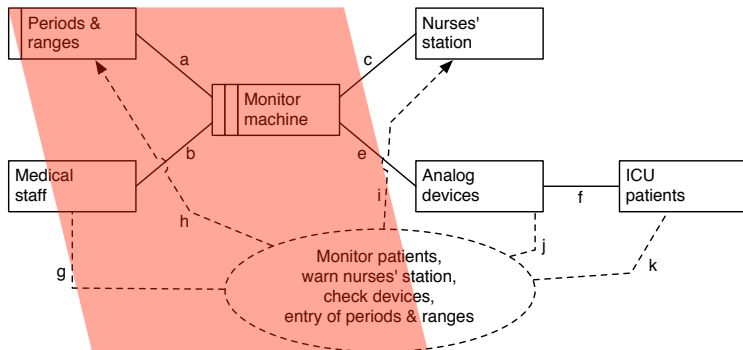 Periods &
ranges
Nurses'
station
a
c
Monitor
machine
b
e
Medical
staff
Analog
devices
ICU
patients
f
i
h
g
j
k
Monitor patients,
warn nurses' station,
check devices,
entry of periods & ranges